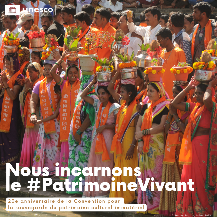 unesco
Nous incarnons
le #PatrimoineVivant
20e anniversaire de la Convention pour
la sauvegarde du patrimoine culturel immatériel